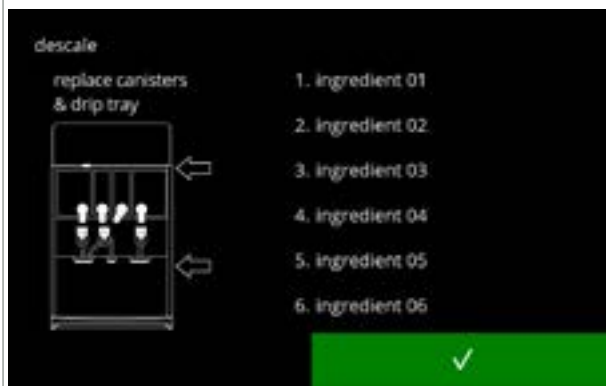 descale
replace canisters
& drip tray
1. ingredient 01
2. ingredient 02
3. ingredient 03
4. ingredient 04
5. ingredient 05
6. ingredient 06